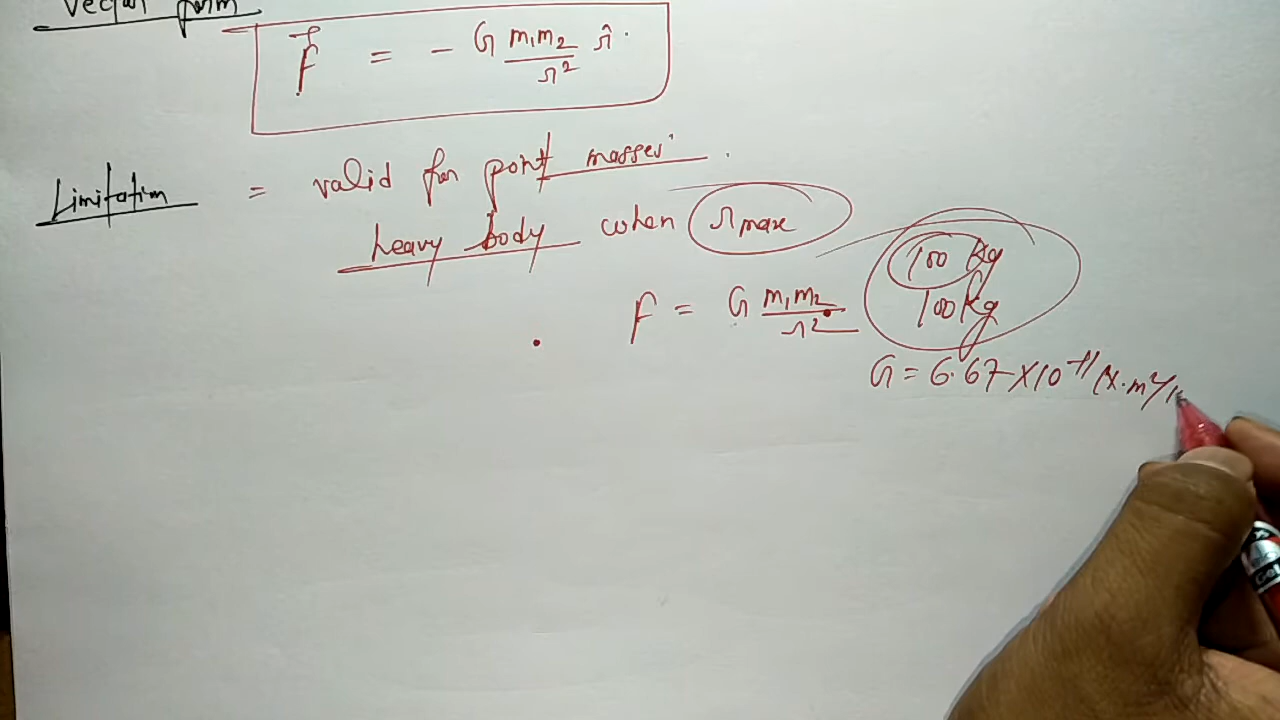 Vector form
F⃗ = - G m₁m₂/r² r̂.
Limitation = valid for point masses.
heavy body when rmax
100 Kg
F = G m₁m₂/r² 100 Kg
G = 6.67 × 10⁻¹¹ (N.m²/k